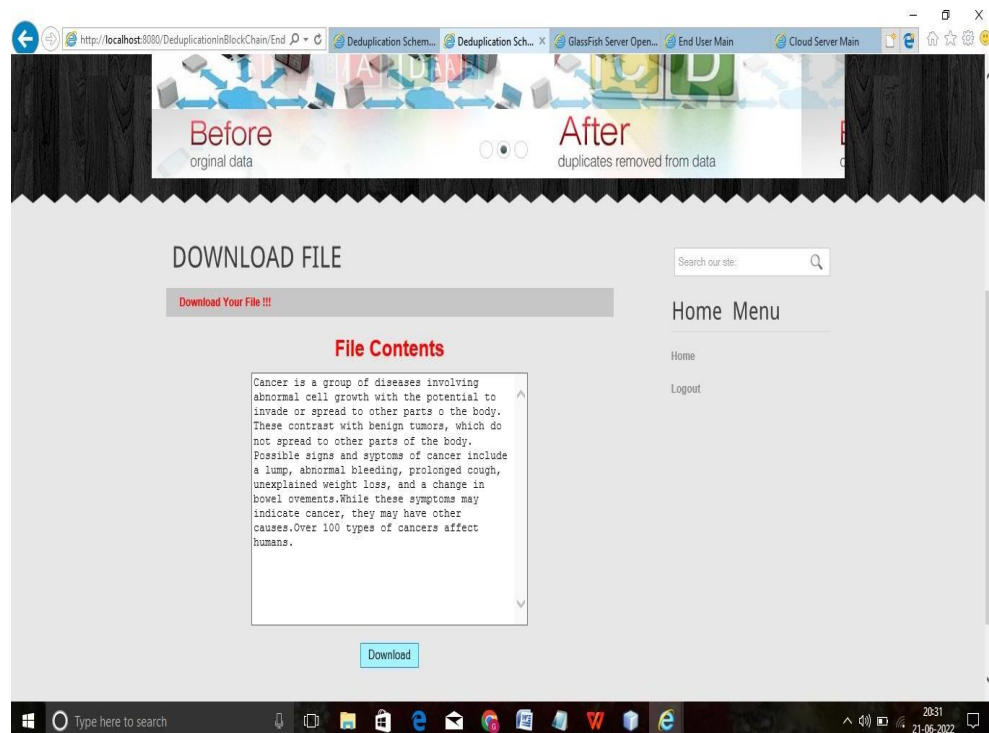 http://localhost:8080/DeduplicationInBlockChain/End
Deduplication Schem...
Deduplication Sch...
GlassFish Server Open...
End User Main
Cloud Server Main
Before
orginal data
After
duplicates removed from data
DOWNLOAD FILE
Search our ste:
Download Your File !!!
Home Menu
File Contents
Home
Logout
Cancer is a group of diseases involving
abnormal cell growth with the potential to
invade or spread to other parts o the body.
These contrast with benign tumors, which do
not spread to other parts of the body.
Possible signs and syptoms of cancer include
a lump, abnormal bleeding, prolonged cough,
unexplained weight loss, and a change in
bowel ovements.While these symptoms may
indicate cancer, they may have other
causes.Over 100 types of cancers affect
humans.
Download
Type here to search
20:31
21-06-2022